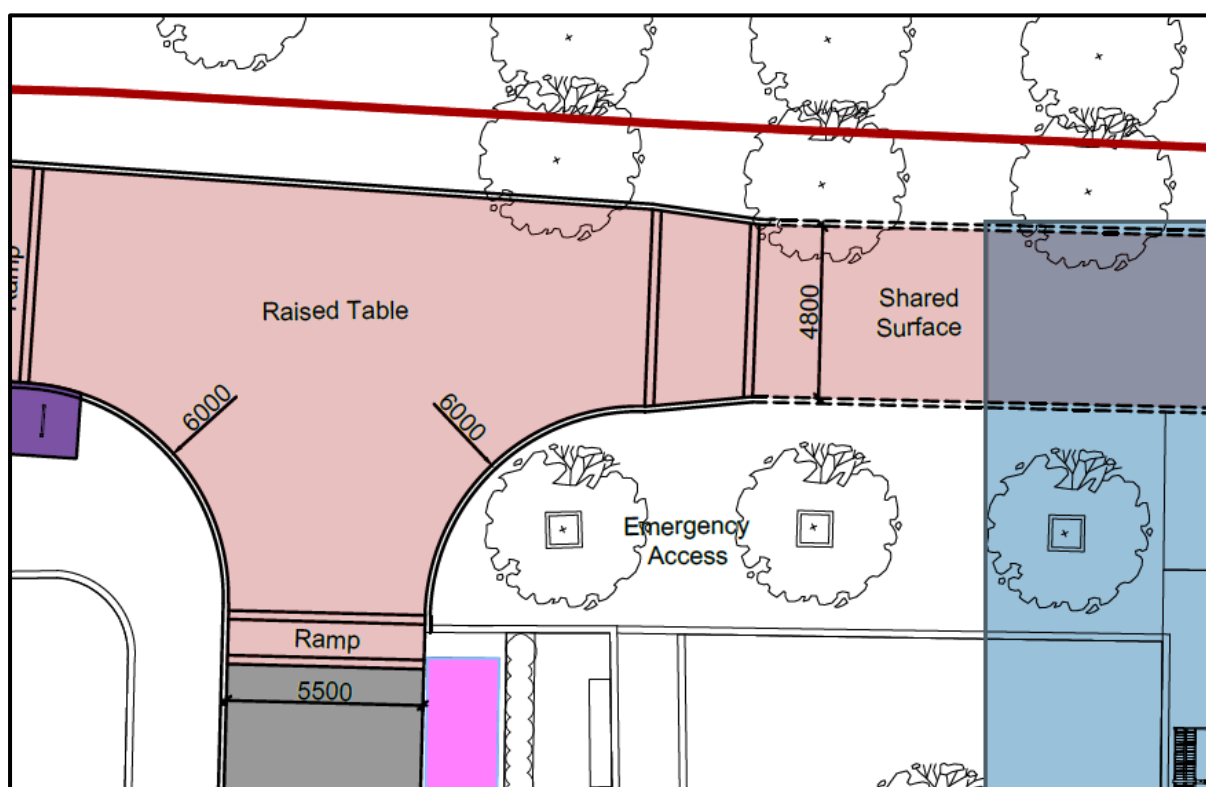 Ramp
Raised Table
Shared
Surface
4800
6000
6000
Emergency
Access
Ramp
5500